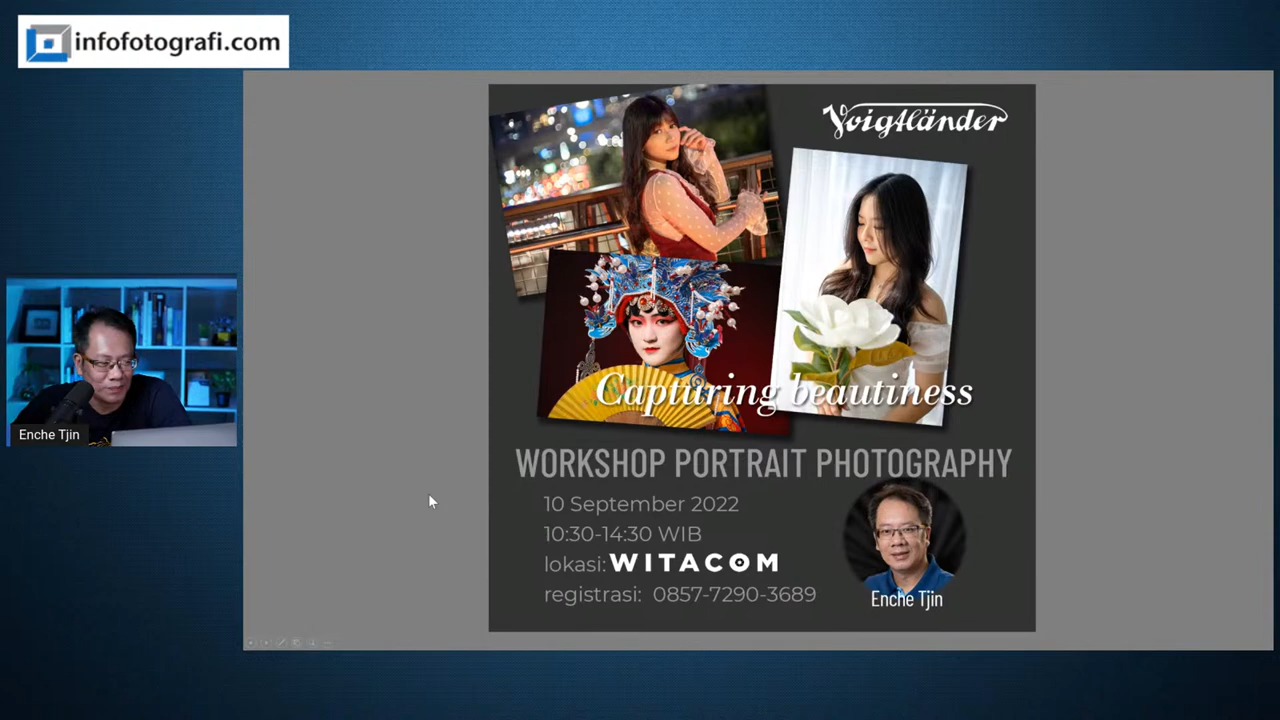 infofotografi.com
Voigtländer
Capturing beautiness
WORKSHOP PORTRAIT PHOTOGRAPHY
10 September 2022
10:30-14:30 WIB
lokasi: WITACOM
registrasi: 0857-7290-3689
Enche Tjin
Enche Tjin